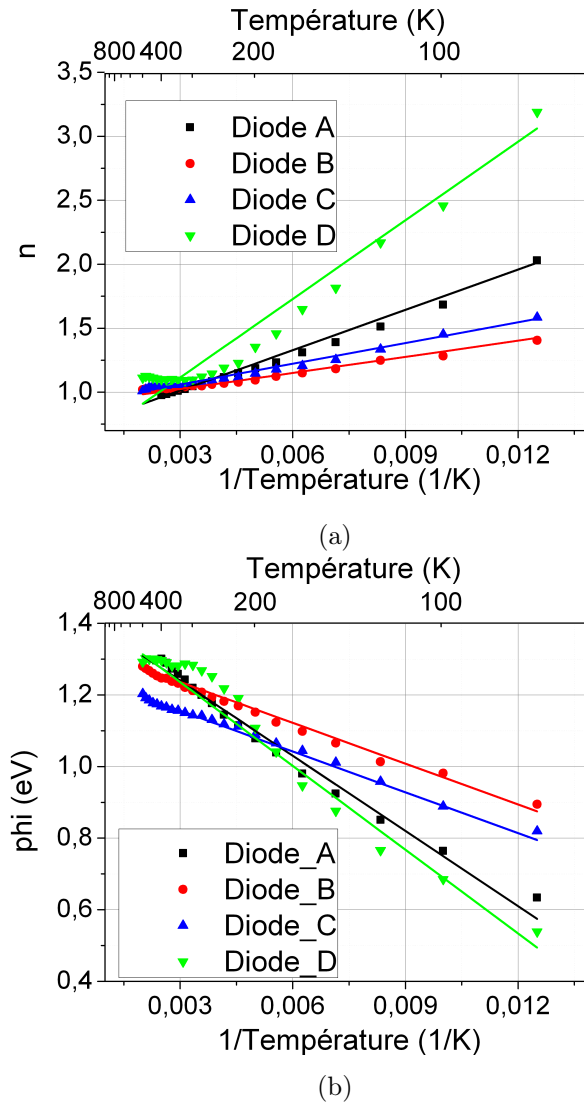 Température (K)
800 400 200 100
3,5
3,0
2,5
2,0
1,5
1,0
n
Diode A
Diode B
Diode C
Diode D
0,003 0,006 0,009 0,012
1/Température (1/K)
(a)
Température (K)
800 400 200 100
1,4
1,2
1,0
0,8
0,6
0,4
phi (eV)
Diode_A
Diode_B
Diode_C
Diode_D
0,003 0,006 0,009 0,012
1/Température (1/K)
(b)